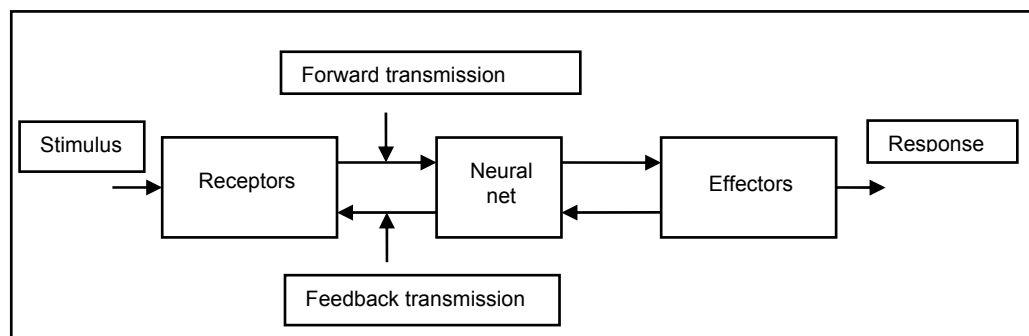 Forward transmission
Stimulus
Receptors
Neural
net
Effectors
Response
Feedback transmission